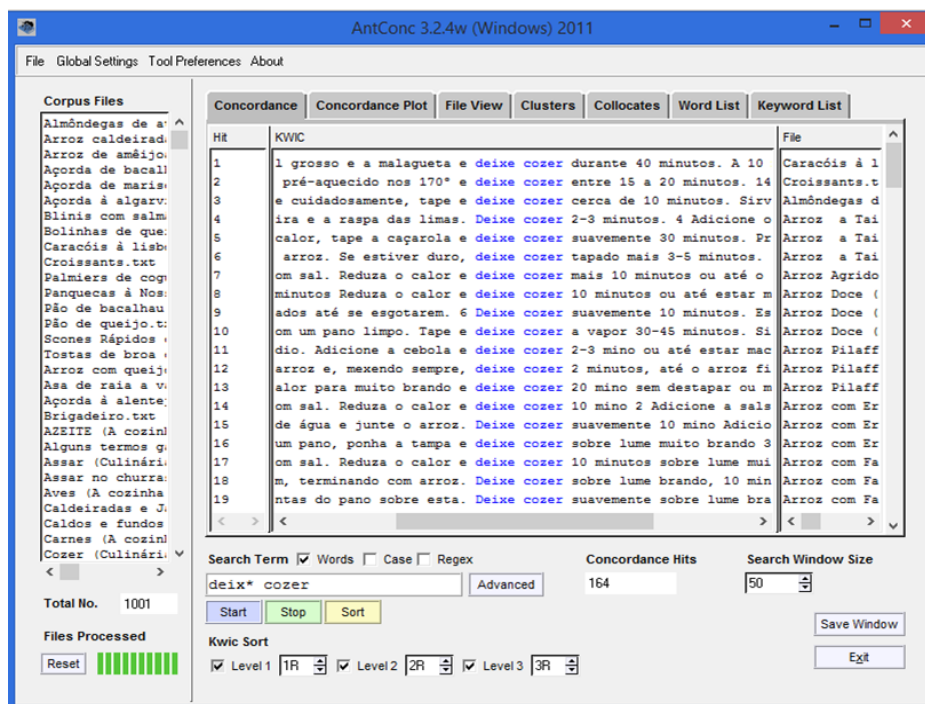 AntConc 3.2.4w (Windows) 2011
File Global Settings Tool Preferences About
Corpus Files
Almôndegas de
Arroz
Arroz de
Açorda de
Açorda de
Açorda à
Blinis com
Bolinhas de
Caracóis à
Croissants.txt
Palmiers de
Panquecas à
Pão de bacalhau
Pão de
Scones Rápidos
Tostas de broa
Arroz com
Asa de raia a
Açorda à
Brigadeiro.txt
AZEITE (A
Alguns termos
Assar
Assar no
Aves (A cozinha
Caldeiradas e
Caldos e fundos
Carnes (A
Cozer
Total No. 1001
Files Processed
Reset
Concordance Concordance Plot File View Clusters Collocates Word List Keyword List
Hit KWIC File
1 l grosso e a malagueta e deixe cozer durante 40 minutos. A 10 Caracóis à l
2 pré-aquecido nos 170° e deixe cozer entre 15 a 20 minutos. 14 Croissants.t
3 e cuidadosamente, tape e deixe cozer cerca de 10 minutos. Sirv Almôndegas d
4 ira e a raspa das limas. Deixe cozer 2-3 minutos. 4 Adicione o Arroz a Tai
5 calor, tape a caçarola e deixe cozer suavemente 30 minutos. Pr Arroz a Tai
6 arroz. Se estiver duro, deixe cozer tapado mais 3-5 minutos. Arroz a Tai
7 om sal. Reduza o calor e deixe cozer mais 10 minutos ou até o Arroz Agrido
8 minutos Reduza o calor e deixe cozer 10 minutos ou até estar m Arroz Doce (
9 ados até se esgotarem. 6 Deixe cozer suavemente 10 minutos. Es Arroz Doce (
10 om um pano limpo. Tape e deixe cozer a vapor 30-45 minutos. Si Arroz Doce (
11 dio. Adicione a cebola e deixe cozer 2-3 mino ou até estar mac Arroz Pilaff
12 arroz e, mexendo sempre, deixe cozer 2 minutos, até o arroz fi Arroz Pilaff
13 alor para muito brando e deixe cozer 20 mino sem destapar ou m Arroz Pilaff
14 om sal. Reduza o calor e deixe cozer 10 mino 2 Adicione a sals Arroz com Er
15 de água e junte o arroz. Deixe cozer suavemente 10 mino Adicio Arroz com Er
16 um pano, ponha a tampa e deixe cozer sobre lume muito brando 3 Arroz com Er
17 om sal. Reduza o calor e deixe cozer 10 minutos sobre lume mui Arroz com Fa
18 m, terminando com arroz. Deixe cozer sobre lume brando, 10 min Arroz com Fa
19 ntas do pano sobre esta. Deixe cozer suavemente sobre lume bra Arroz com Fa
Search Term Words Case Regex Concordance Hits Search Window Size
deix* cozer Advanced 164 50
Start Stop Sort
Save Window
Kwic Sort
Level 1 1R Level 2 2R Level 3 3R
Exit